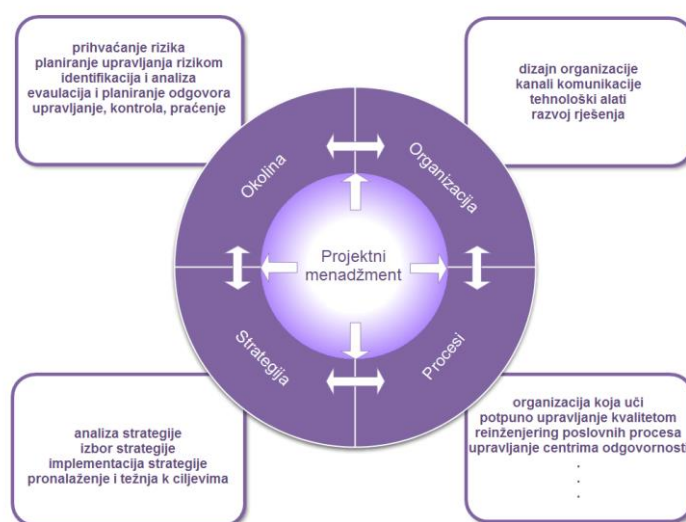 prihvaćanje rizika
planiranje upravljanja rizikom
identifikacija i analiza
evaulacija i planiranje odgovora
upravljanje, kontrola, praćenje
dizajn organizacije
kanali komunikacije
tehnološki alati
razvoj rješenja
Okolina
Organizacija
Projektni
menadžment
Strategija
Procesi
analiza strategije
izbor strategije
implementacija strategije
pronalaženje i težnja k ciljevima
organizacija koja uči
potpuno upravljanje kvalitetom
reinženjering poslovnih procesa
upravljanje centrima odgovornosti
.
.
.